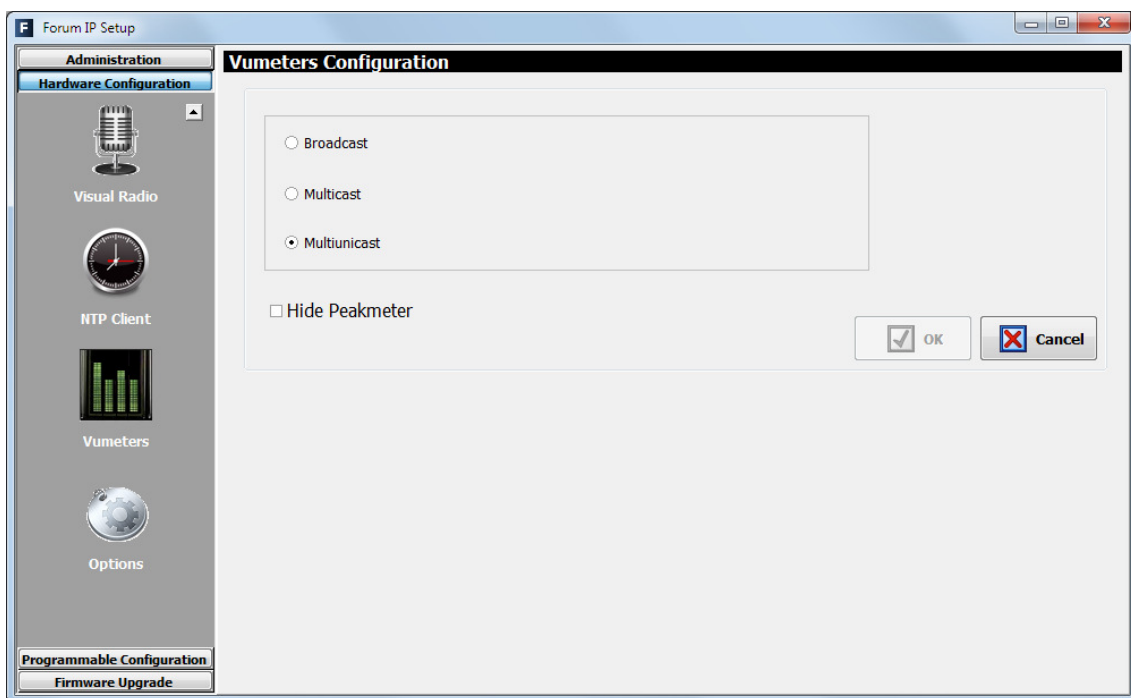 F Forum IP Setup
Administration
Hardware Configuration
Visual Radio
NTP Client
Vumeters
Options
Programmable Configuration
Firmware Upgrade
Vumeters Configuration
Broadcast
Multicast
Multiunicast
Hide Peakmeter
OK
Cancel